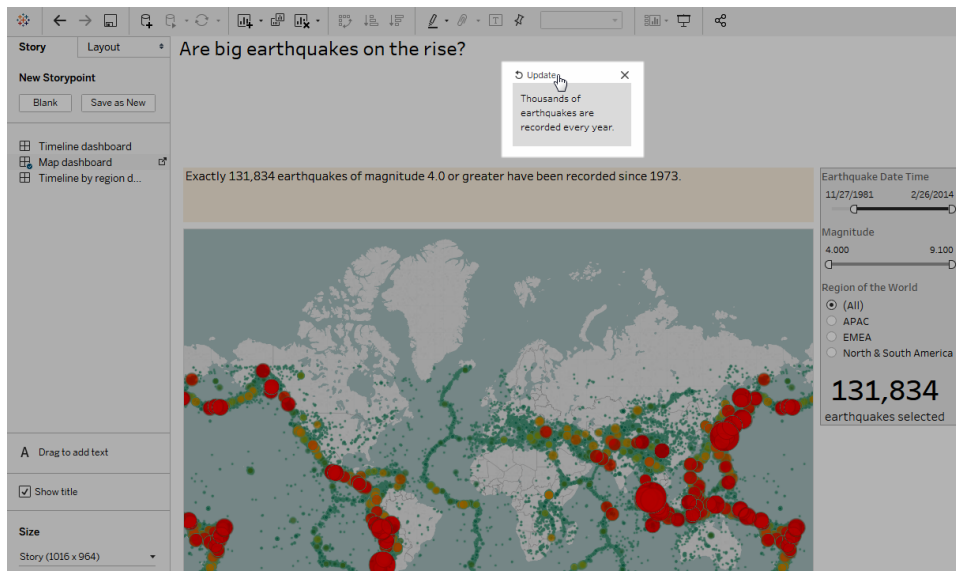 Story
Layout
Are big earthquakes on the rise?
New Storypoint
Blank
Save as New
Update
Thousands of
earthquakes are
recorded every year.
Timeline dashboard
Map dashboard
Timeline by region d...
Exactly 131,834 earthquakes of magnitude 4.0 or greater have been recorded since 1973.
Earthquake Date Time
11/27/1981
2/26/2014
Magnitude
4.000
9.100
Region of the World
(All)
APAC
EMEA
North & South America
131,834
earthquakes selected
A Drag to add text
Show title
Size
Story (1016 x 964)